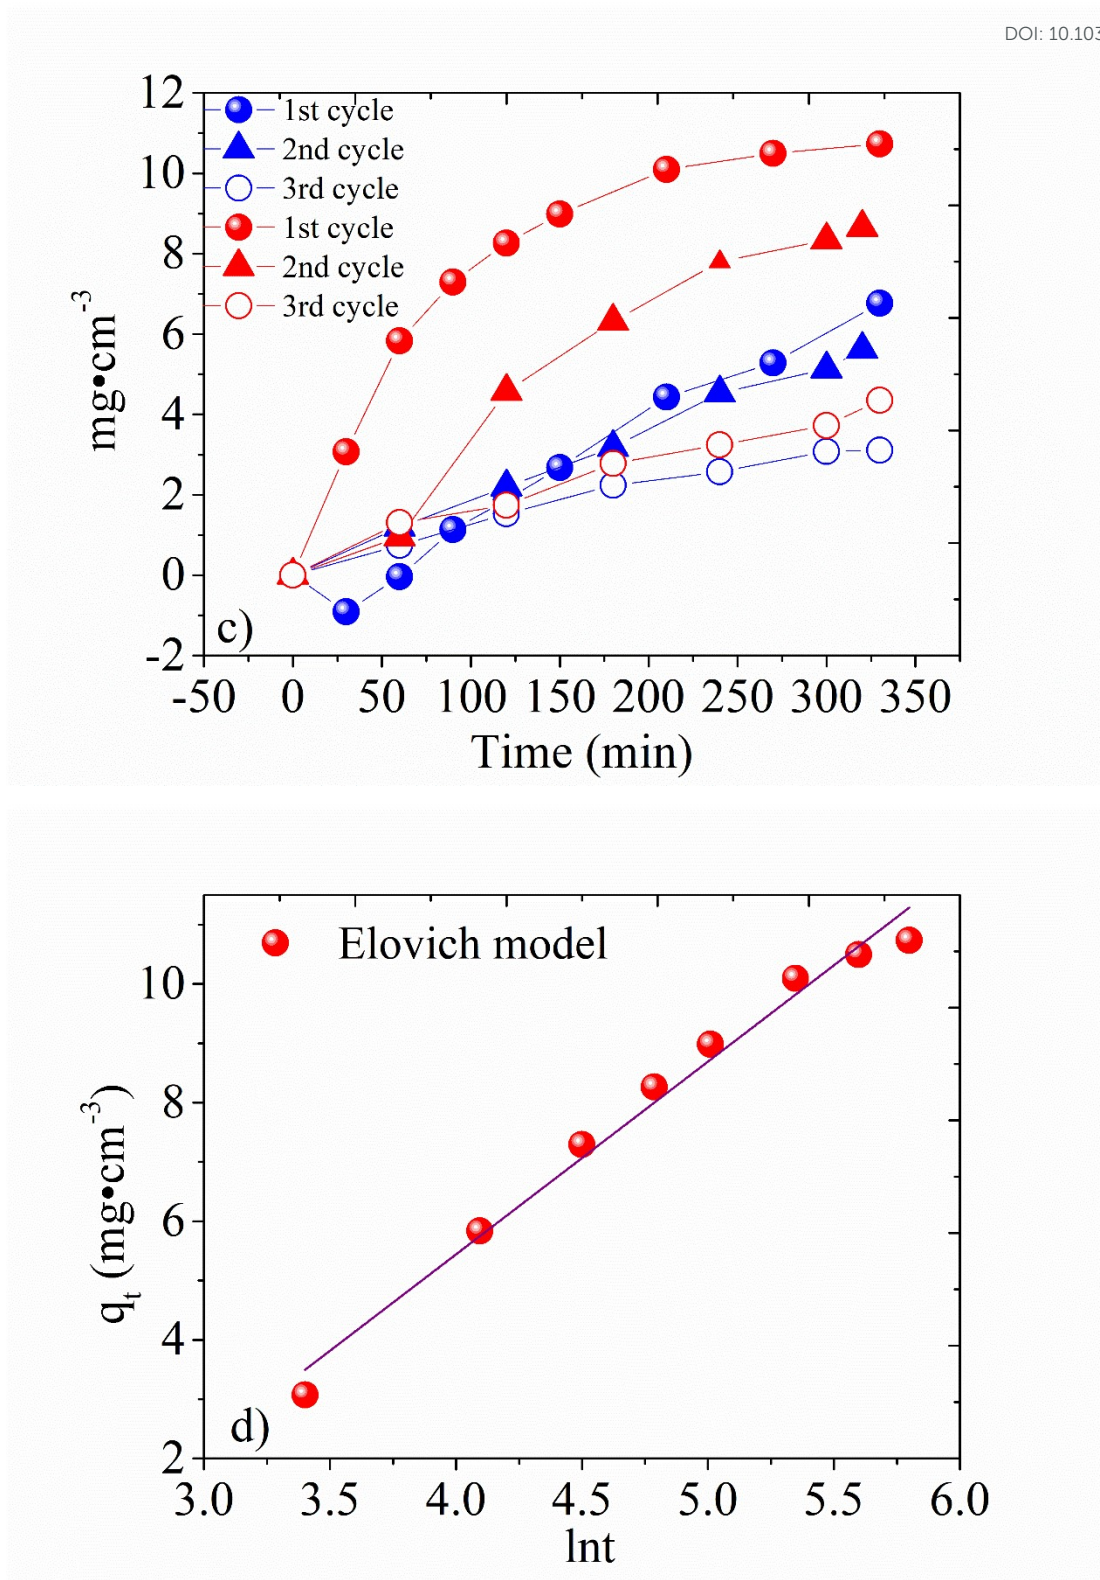 DOI: 10.103
12
10
8
6
4
2
0
-2
mg•cm-3
1st cycle
2nd cycle
3rd cycle
1st cycle
2nd cycle
3rd cycle
c)
-50 0 50 100 150 200 250 300 350
Time (min)
10
8
6
4
2
qt (mg•cm-3)
Elovich model
d)
3.0 3.5 4.0 4.5 5.0 5.5 6.0
lnt